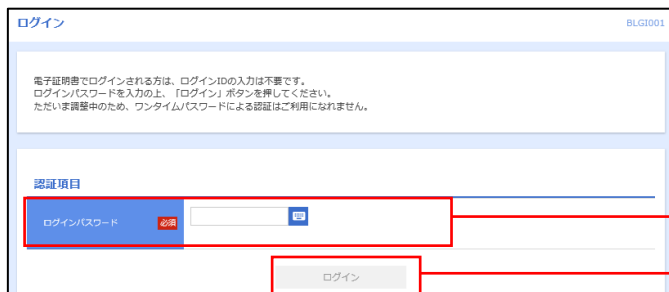 ログイン
BLGI001
電子証明書でログインされる方は、ログインIDの入力は不要です。
ログインパスワードを入力の上、「ログイン」ボタンを押してください。
ただいま調整中のため、ワンタイムパスワードによる認証はご利用になれません。
認証項目
ログインパスワード 必須
ログイン